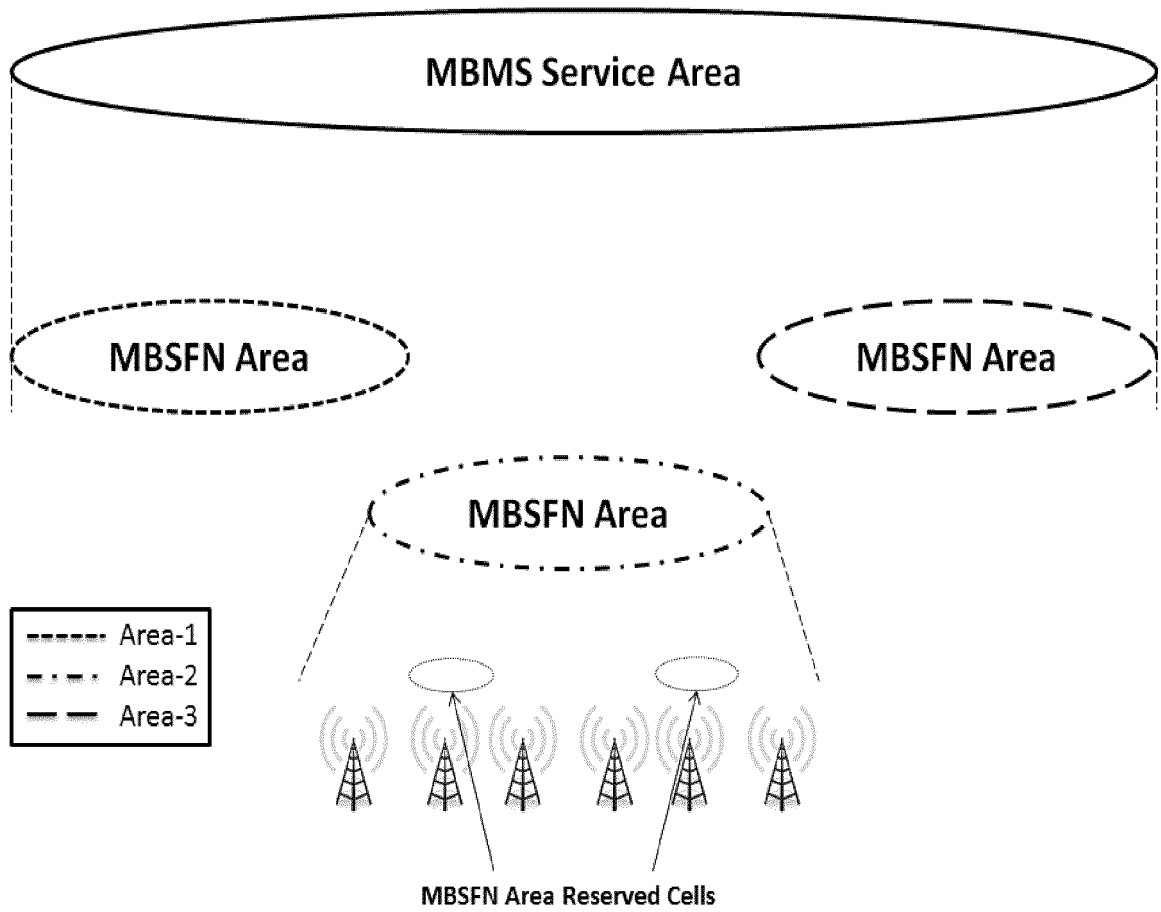 MBMS Service Area
MBSFN Area
MBSFN Area
MBSFN Area
Area-1
Area-2
Area-3
MBSFN Area Reserved Cells